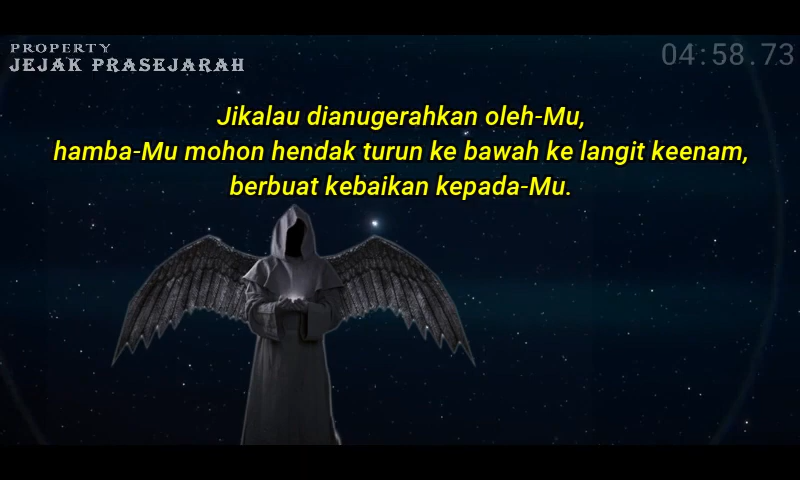 PROPERTY
JEJAK PRASEJARAH
04:58.73
Jikalau dianugerahkan oleh-Mu,
hamba-Mu mohon hendak turun ke bawah ke langit keenam,
berbuat kebaikan kepada-Mu.